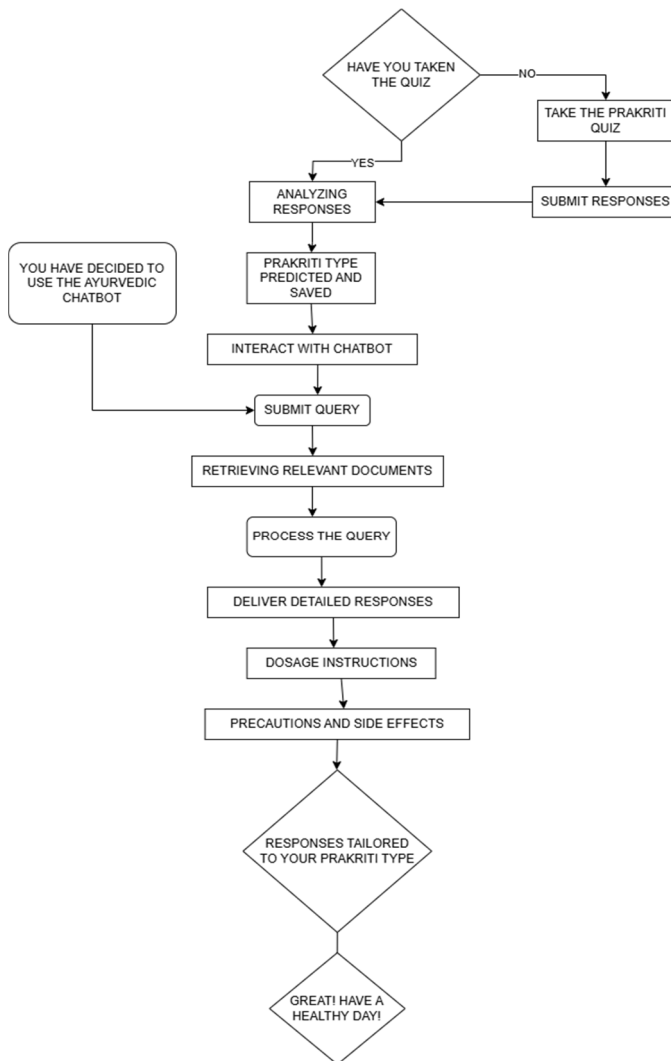 HAVE YOU TAKEN
THE QUIZ
NO
TAKE THE PRAKRITI
QUIZ
YES
ANALYZING
RESPONSES
SUBMIT RESPONSES
YOU HAVE DECIDED TO
USE THE AYURVEDIC
CHATBOT
PRAKRITI TYPE
PREDICTED AND
SAVED
INTERACT WITH CHATBOT
SUBMIT QUERY
RETRIEVING RELEVANT DOCUMENTS
PROCESS THE QUERY
DELIVER DETAILED RESPONSES
DOSAGE INSTRUCTIONS
PRECAUTIONS AND SIDE EFFECTS
RESPONSES TAILORED
TO YOUR PRAKRITI TYPE
GREAT! HAVE A
HEALTHY DAY!